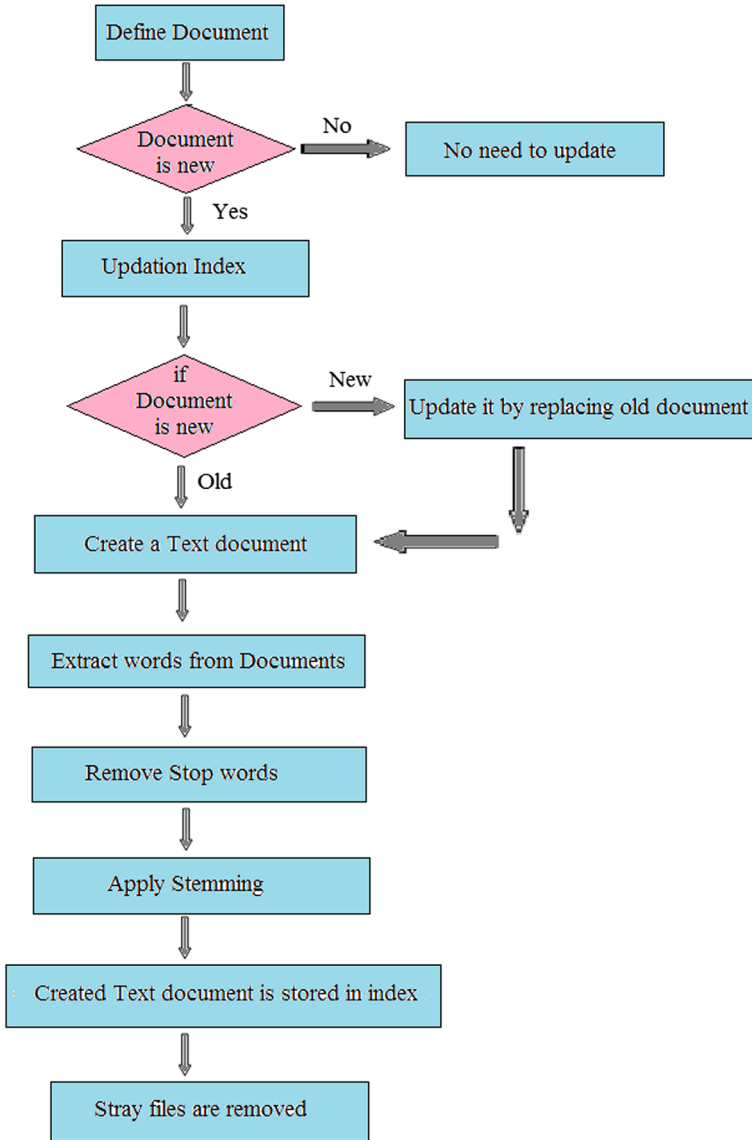 Define Document
Document
is new
No
No need to update
Yes
Updation Index
if
Document
is new
New
Update it by replacing old document
Old
Create a Text document
Extract words from Documents
Remove Stop words
Apply Stemming
Created Text document is stored in index
Stray files are removed